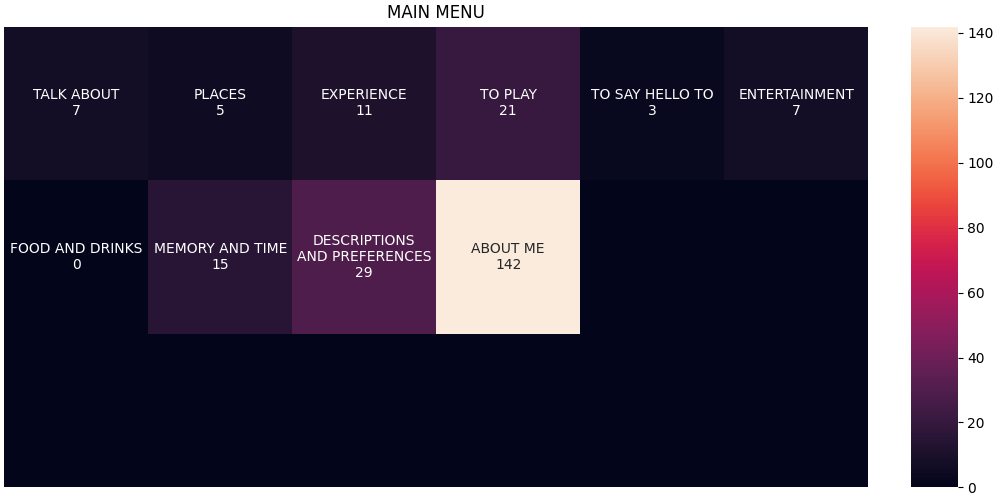 MAIN MENU
TALK ABOUT
7
PLACES
5
EXPERIENCE
11
TO PLAY
21
TO SAY HELLO TO
3
ENTERTAINMENT
7
FOOD AND DRINKS
0
MEMORY AND TIME
15
DESCRIPTIONS
AND PREFERENCES
29
ABOUT ME
142
140
120
100
80
60
40
20
0